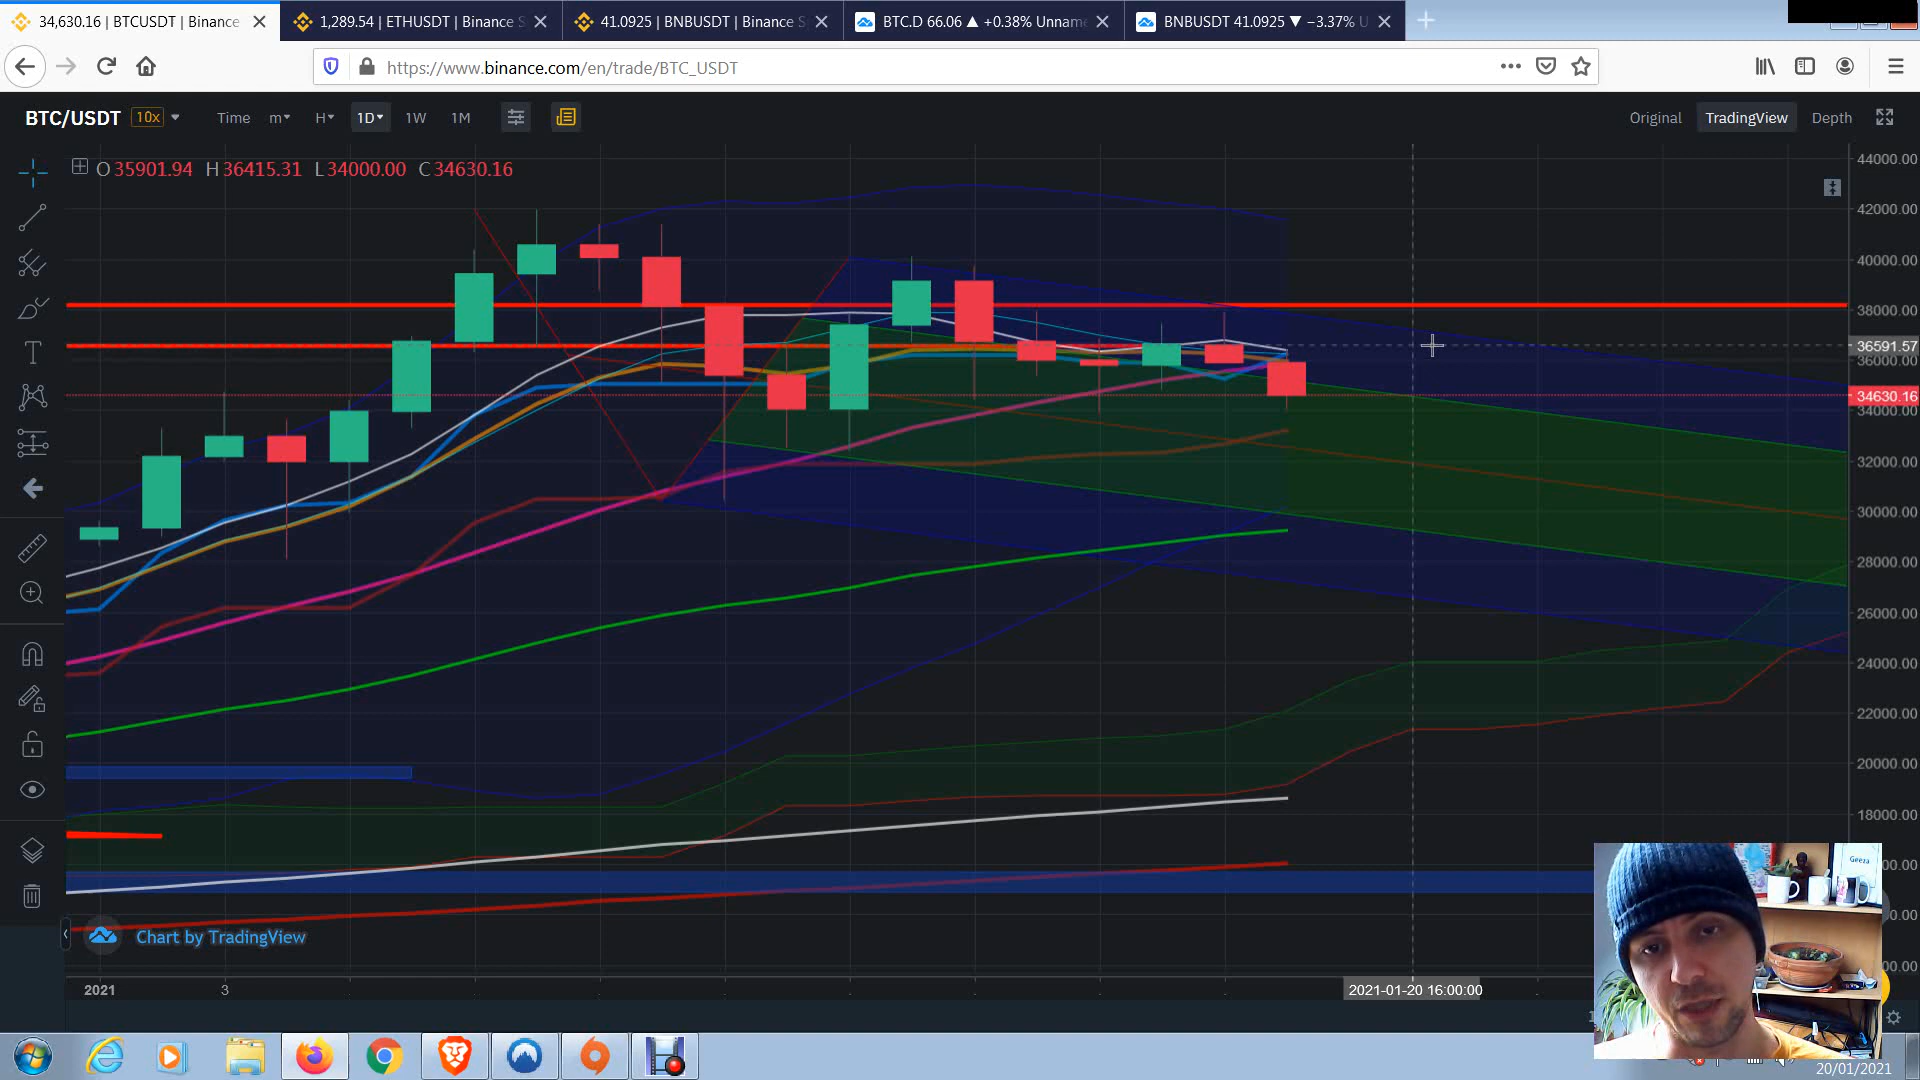 34,630.16 | BTCUSDT | Binance
1,289.54 | ETHUSDT | Binance S
41.0925 | BNBUSDT | Binance S
BTC.D 66.06 ▲ +0.38% Unname
BNBUSDT 41.0925 ▼ −3.37% U
https://www.binance.com/en/trade/BTC_USDT
BTC/USDT 10x Time m H 1D 1W 1M Original TradingView Depth
O 35901.94 H 36415.31 L 34000.00 C 34630.16
44000.00
42000.00
40000.00
38000.00
36591.57
36000.00
34630.16
34000.00
32000.00
30000.00
28000.00
26000.00
24000.00
22000.00
20000.00
18000.00
00.00
00.00
00.00
Geeza
Chart by TradingView
2021
3
2021-01-20 16:00:00
20/01/2021